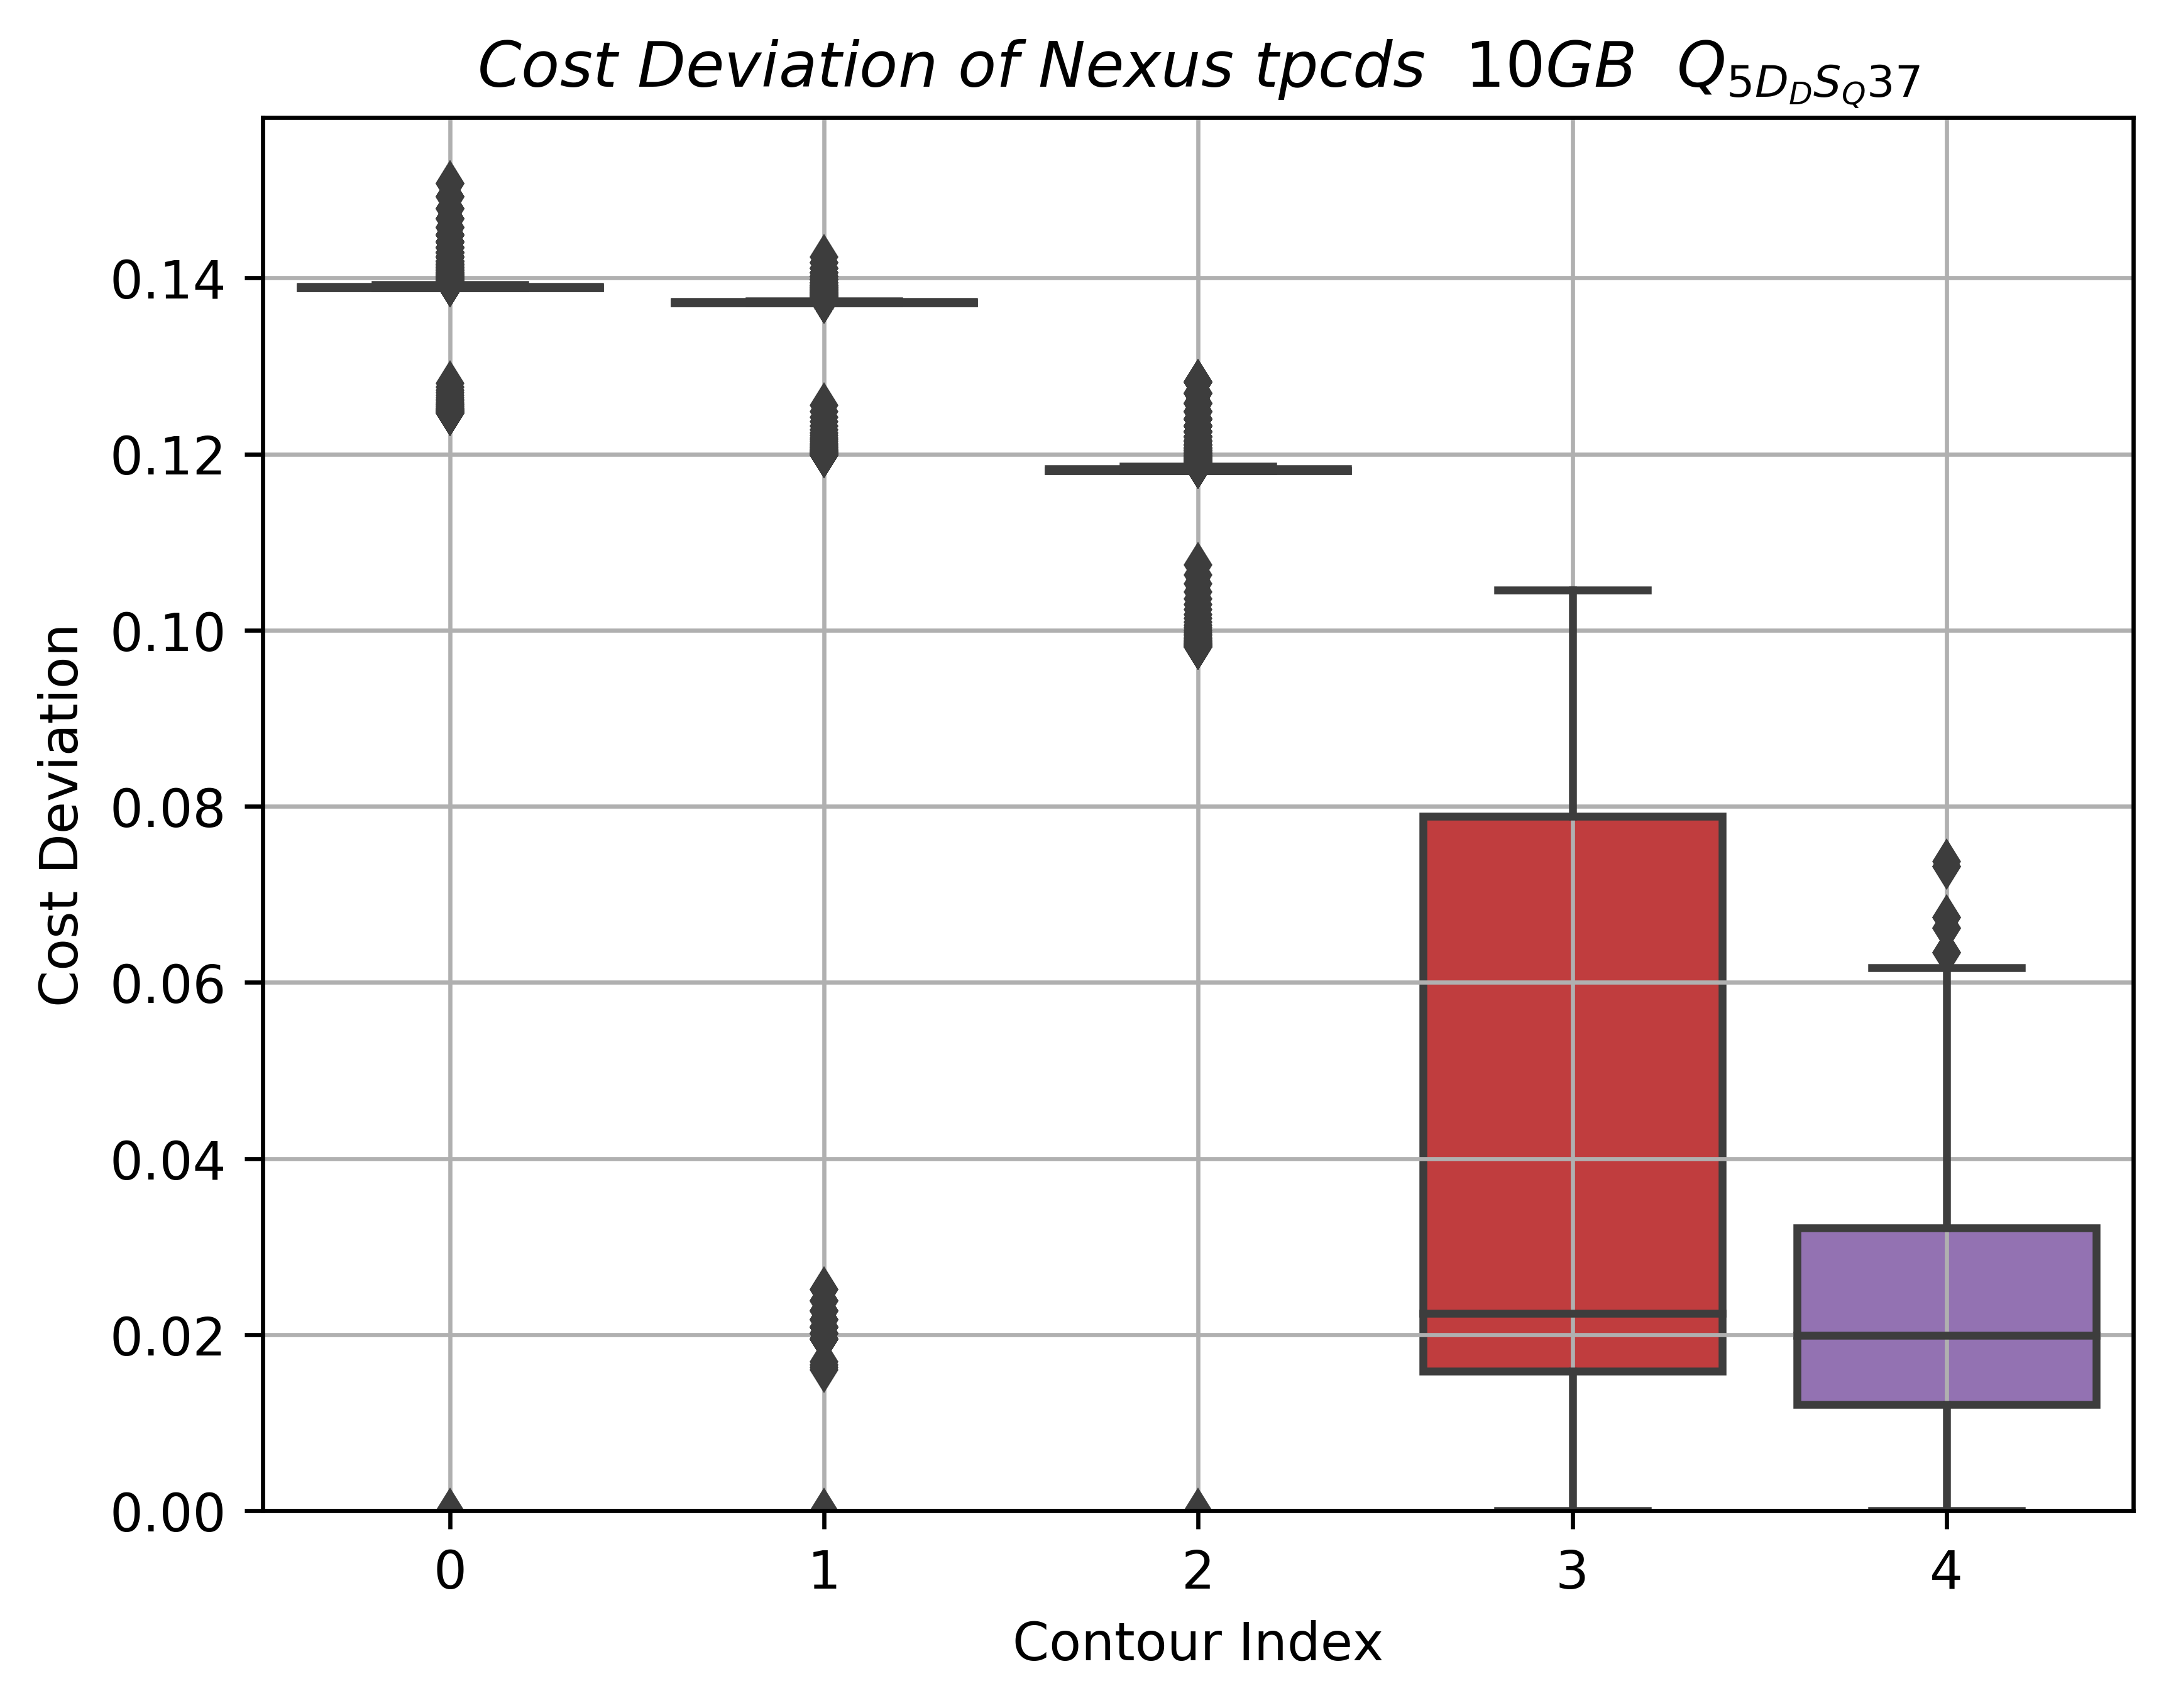 Cost Deviation of Nexus tpcds 10GB Q5DDSQ37
Cost Deviation
0.14
0.12
0.10
0.08
0.06
0.04
0.02
0.00
0 1 2 3 4
Contour Index